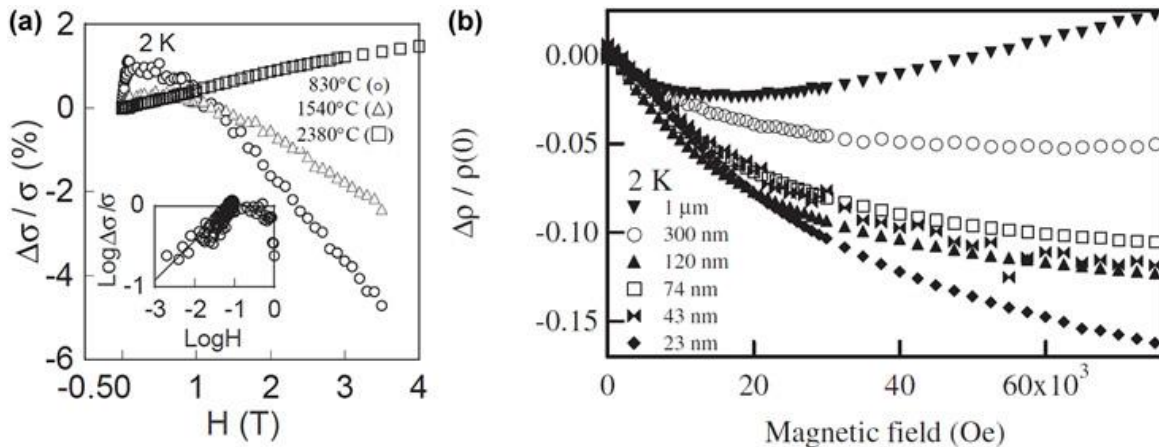 (a)
2
0
-2
-4
-6
Δσ/σ (%)
2 K
830°C (○)
1540°C (△)
2380°C (□)
Log Δσ/σ
0
-1
-3 -2 -1 0
LogH
-0.50 1 2 3 4
H (T)
(b)
0.00
-0.05
-0.10
-0.15
Δρ / ρ(0)
2 K
▼ 1 μm
○ 300 nm
▲ 120 nm
□ 74 nm
⧓ 43 nm
◆ 23 nm
0 20 40 60x10³
Magnetic field (Oe)